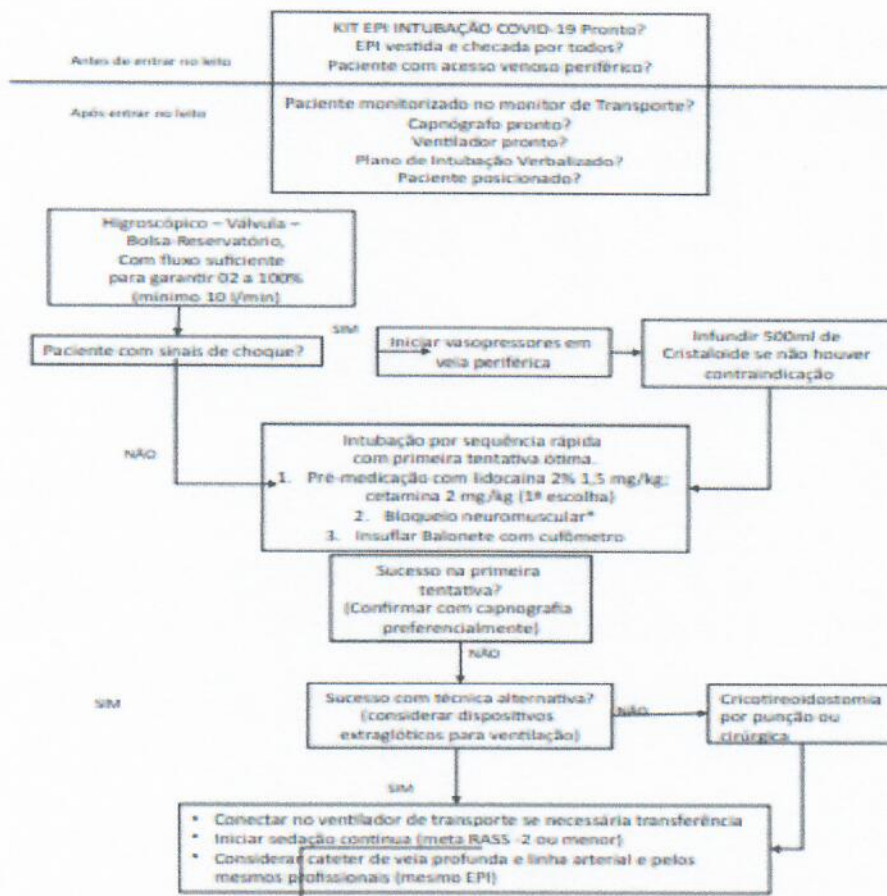 KIT EPI INTUBAÇÃO COVID-19 Pronto?
EPI vestida e checada por todos?
Paciente com acesso venoso periférico?
Antes de entrar no leito
Após entrar no leito
Paciente monitorizado no monitor de Transporte?
Capnógrafo pronto?
Ventilador pronto?
Plano de Intubação Verbalizado?
Paciente posicionado?
Higroscópico – Válvula –
Bolsa-Reservatório,
Com fluxo suficiente
para garantir 02 a 100%
(mínimo 10 l/min)
SIM
Paciente com sinais de choque?
Iniciar vasopressores em
veia periférica
Infundir 500ml de
Cristaloide se não houver
contraindicação
NÃO
Intubação por sequência rápida
com primeira tentativa ótima.
1. Pré-medicação com lidocaina 2% 1,5 mg/kg;
cetamina 2 mg/kg (1ª escolha)
2. Bloqueio neuromuscular*
3. Insuflar Balonete com cufômetro
Sucesso na primeira
tentativa?
(Confirmar com capnografia
preferencialmente)
NÃO
SIM
Sucesso com técnica alternativa?
(considerar dispositivos
extraglóticos para ventilação)
NÃO
Cricotireoidostomia
por punção ou
cirúrgica
SIM
• Conectar no ventilador de transporte se necessária transferência
• Iniciar sedação contínua (meta RASS -2 ou menor)
• Considerar cateter de veia profunda e linha arterial e pelos
mesmos profissionais (mesmo EPI)